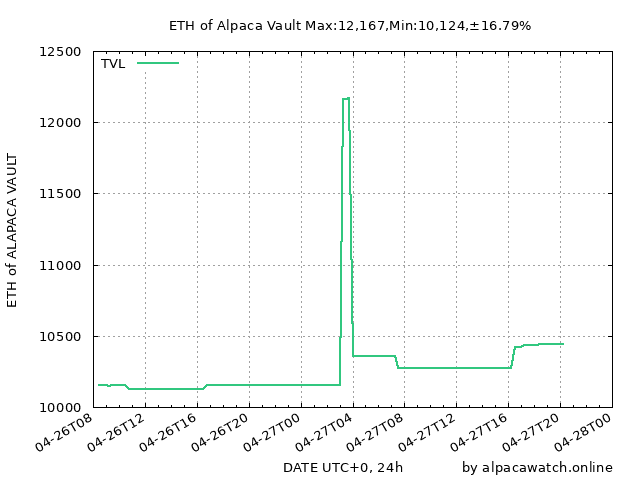 ETH of Alpaca Vault Max:12,167,Min:10,124,±16.79%
TVL
12500
12000
11500
11000
10500
10000
ETH of ALAPACA VAULT
04-26T08
04-26T12
04-26T16
04-26T20
04-27T00
04-27T04
04-27T08
04-27T12
04-27T16
04-27T20
04-28T00
DATE UTC+0, 24h
by alpacawatch.online